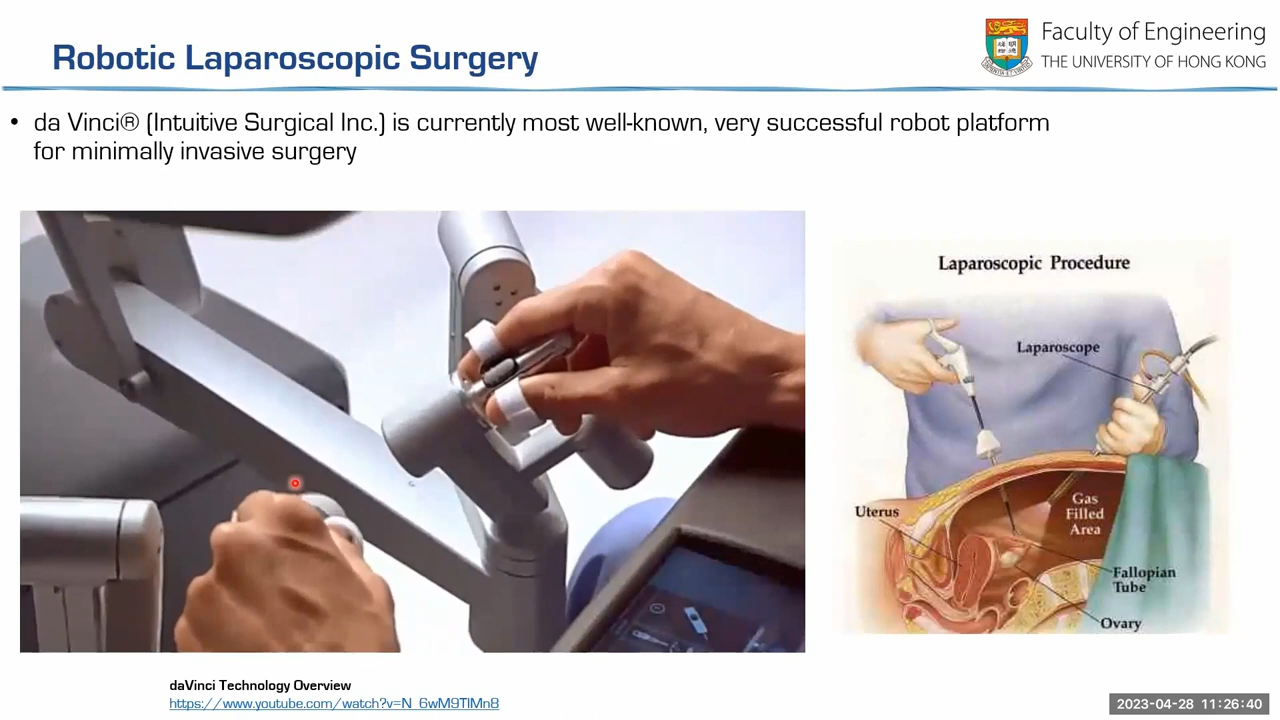 Robotic Laparoscopic Surgery
Faculty of Engineering
THE UNIVERSITY OF HONG KONG
• da Vinci® (Intuitive Surgical Inc.) is currently most well-known, very successful robot platform
for minimally invasive surgery
Laparoscopic Procedure
Laparoscope
Uterus
Gas
Filled
Area
Fallopian
Tube
Ovary
daVinci Technology Overview
https://www.youtube.com/watch?v=N_6wM9TlMn8
2023-04-28 11:26:40